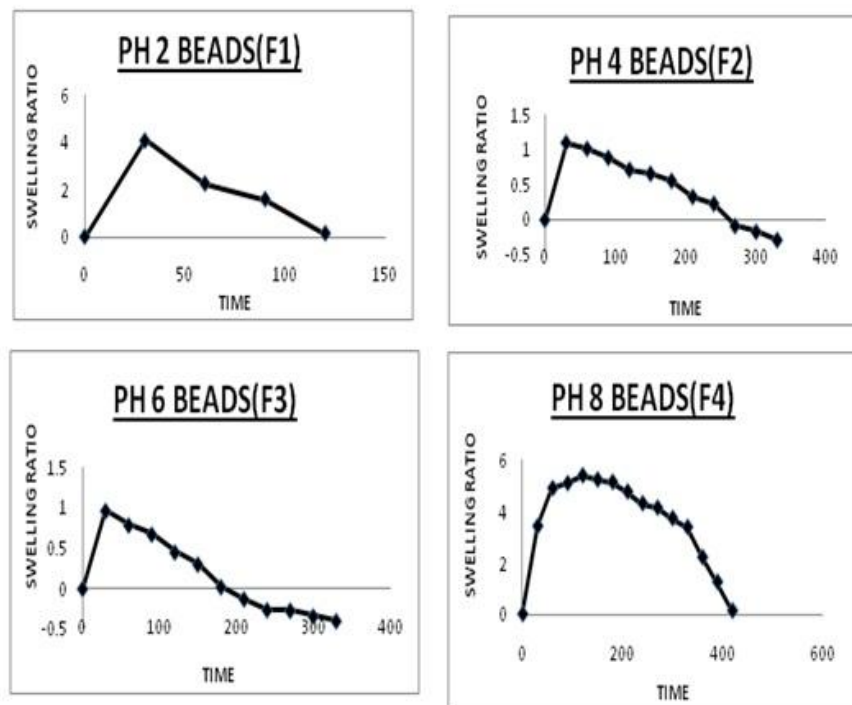 PH 2 BEADS(F1)
SWELLING RATIO
6
4
2
0
0 50 100 150
TIME
PH 4 BEADS(F2)
SWELLING RATIO
1.5
1
0.5
0
-0.5
0 100 200 300 400
TIME
PH 6 BEADS(F3)
SWELLING RATIO
1.5
1
0.5
0
-0.5
0 100 200 300 400
TIME
PH 8 BEADS(F4)
SWELLING RATIO
6
4
2
0
0 200 400 600
TIME